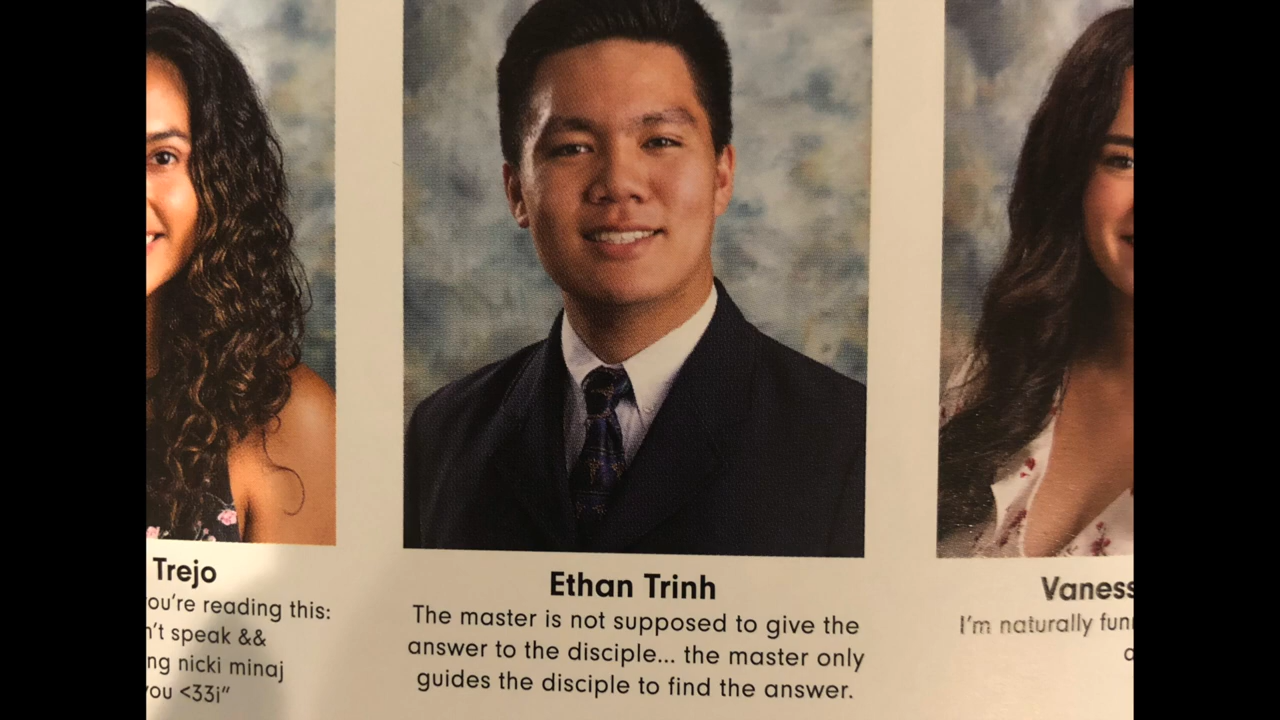 Trejo
ou're reading this:
n't speak &&
ng nicki minaj
you <33i"
Ethan Trinh
The master is not supposed to give the
answer to the disciple... the master only
guides the disciple to find the answer.
Vaness
I'm naturally fun